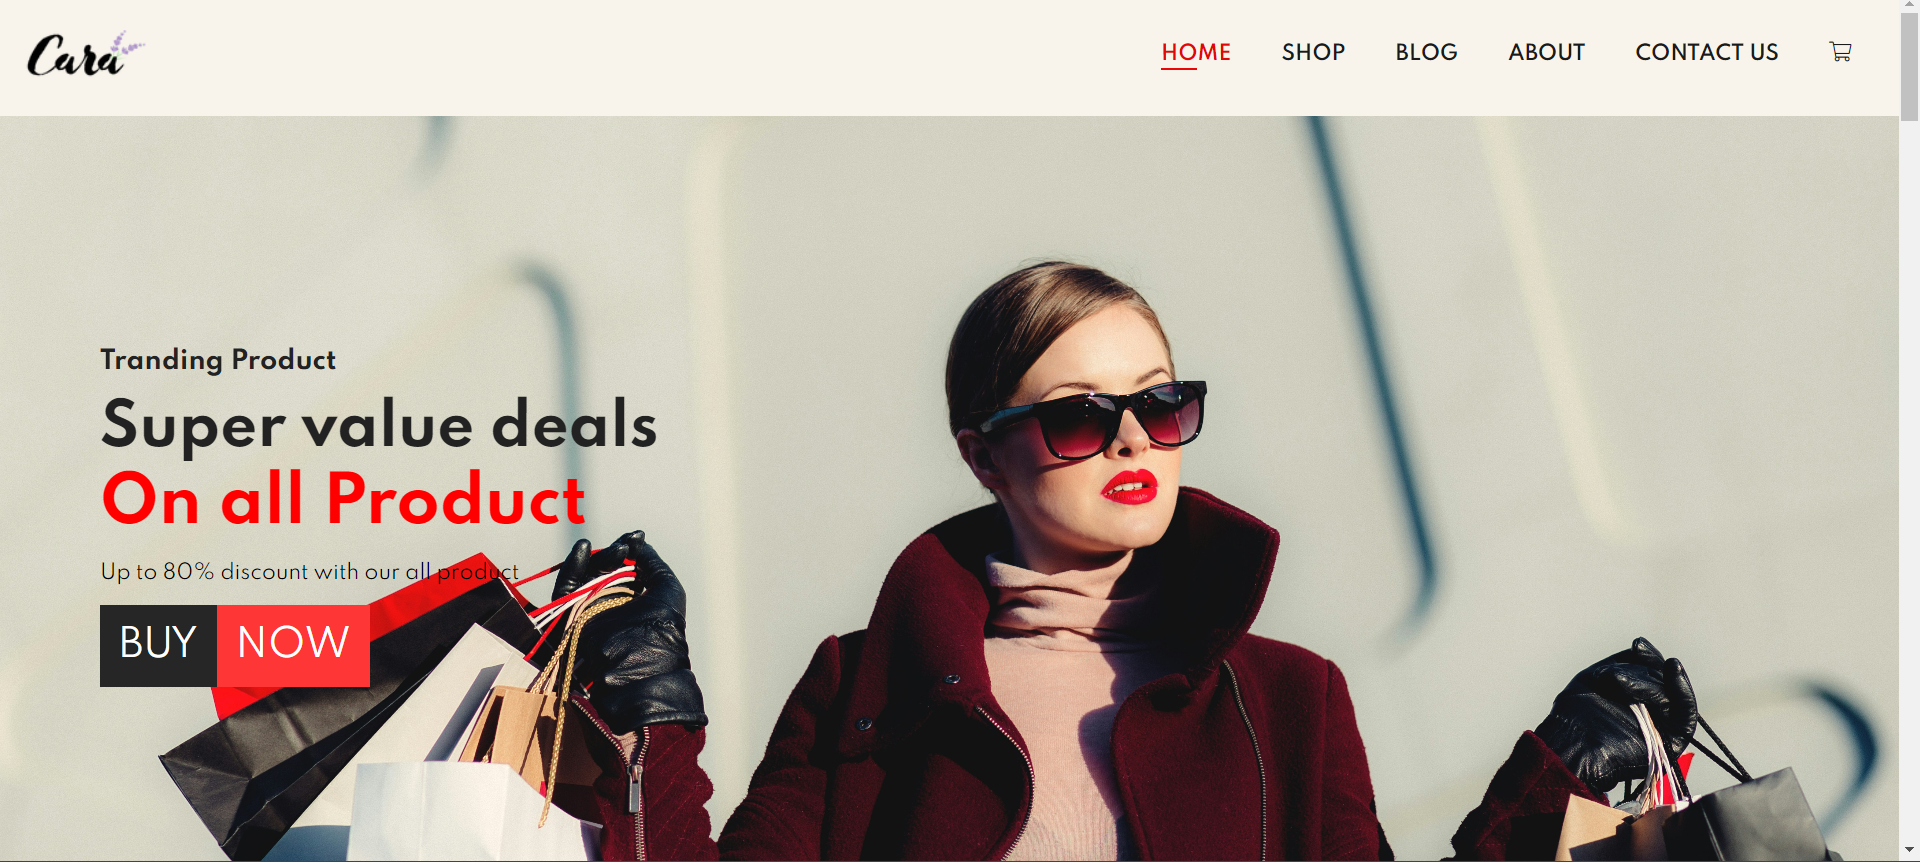 Cara
HOME SHOP BLOG ABOUT CONTACT US
Tranding Product
Super value deals
On all Product
Up to 80% discount with our all product
BUY NOW